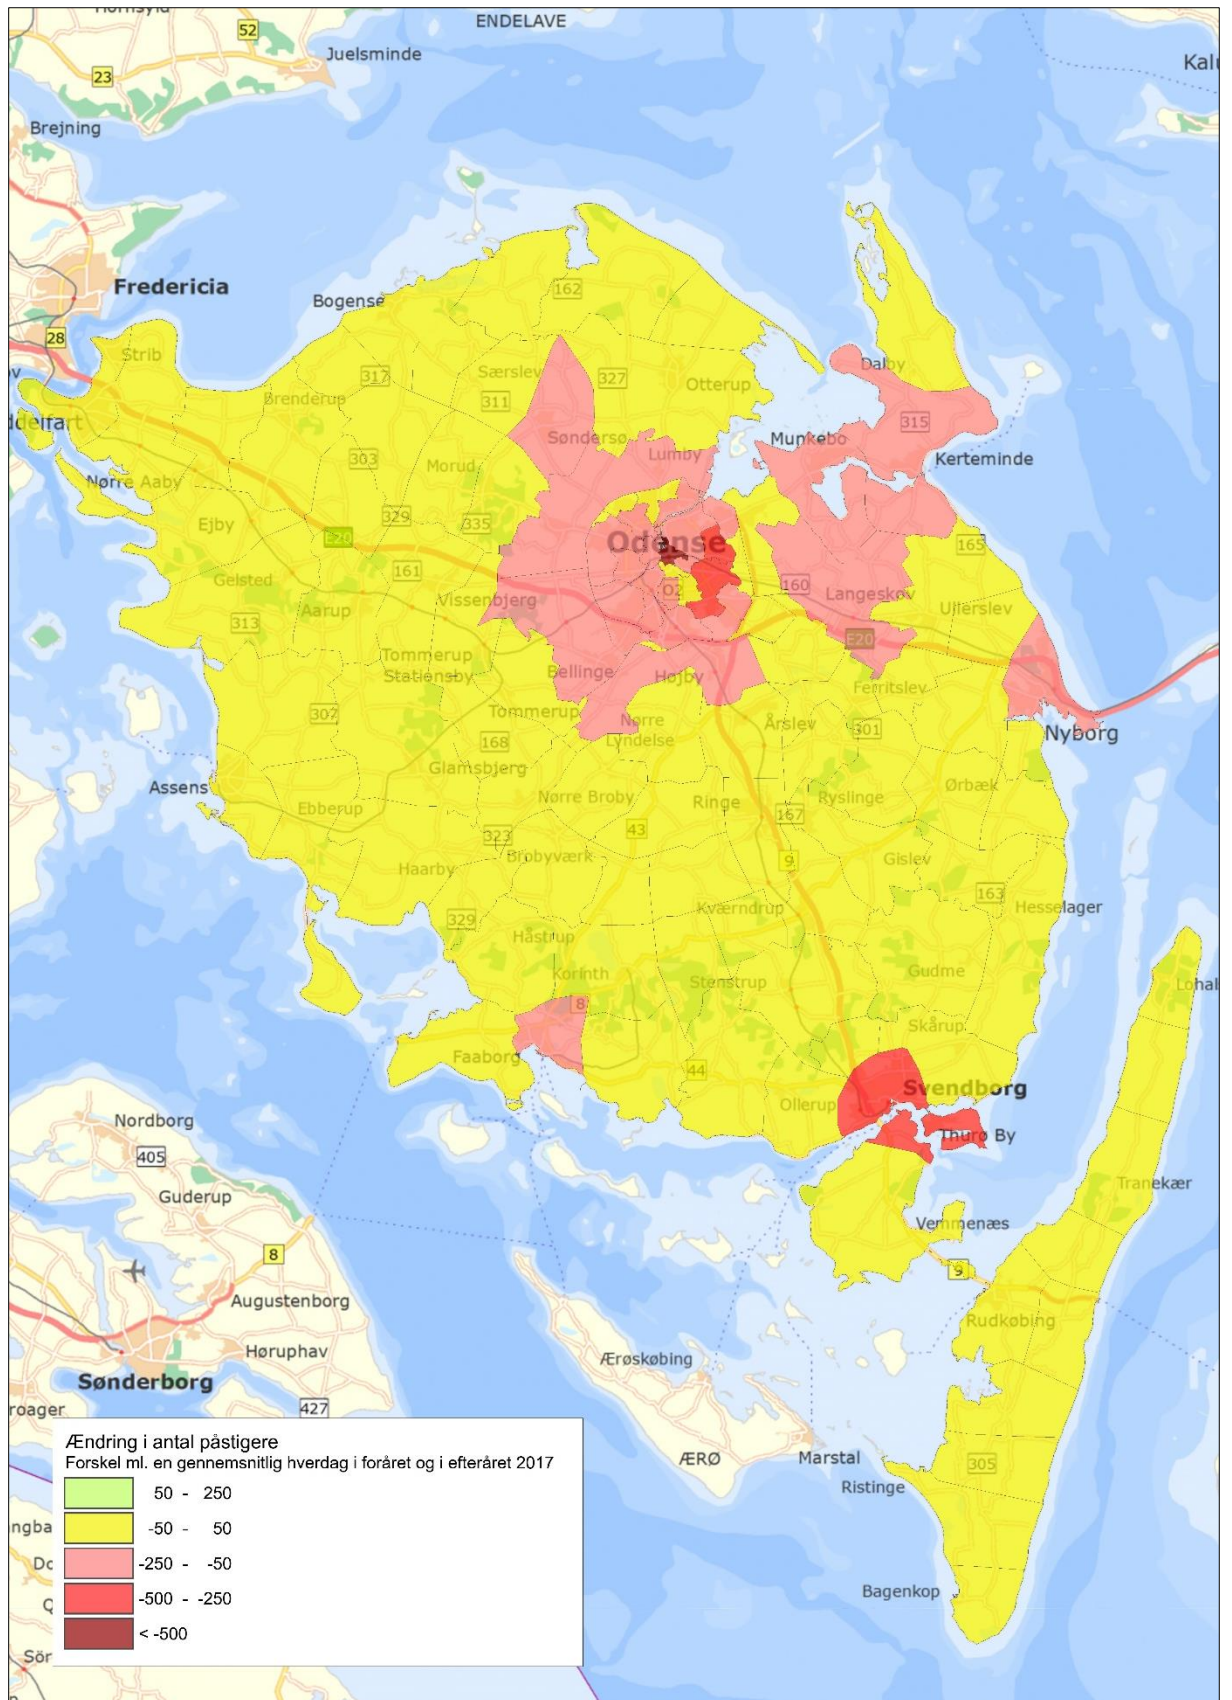 ENDELAVE
52
Juelsminde
23
Brejning
Fredericia
28
Strib
Bogense
162
317
Særslev
327
Brenderup
311
Otterup
Dalby
315
Søndersø
Munkebo
Lumby
Kerteminde
303
Morud
Nørre Aaby
329
335
Ejby
E20
Odense
165
161
O2
160
Gelsted
Aarup
Vissenbjerg
Langeskov
Ullerslev
313
E20
Tommerup
Stationsby
Bellinge
Højby
Ferritslev
307
Tommerup
Nørre
Lyndelse
Årslev
301
Nyborg
168
Glamsbjerg
Assens
Ebberup
Nørre Broby
Ringe
Ryslinge
Ørbæk
167
43
323
Brobyværk
9
Gislev
Haarby
163
329
Kværndrup
Hesselager
Håstrup
Korinth
Stenstrup
Gudme
8
Skårup
Faaborg
44
Svendborg
Ollerup
Nordborg
Thurø By
405
Guderup
Tranekær
Vemmenæs
8
9
Augustenborg
Rudkøbing
Høruphav
Ærøskøbing
Sønderborg
427
Marstal
ÆRØ
305
Ristinge
Bagenkop
Ændring i antal påstigere
Forskel ml. en gennemsnitlig hverdag i foråret og i efteråret 2017
50 - 250
-50 - 50
-250 - -50
-500 - -250
< -500